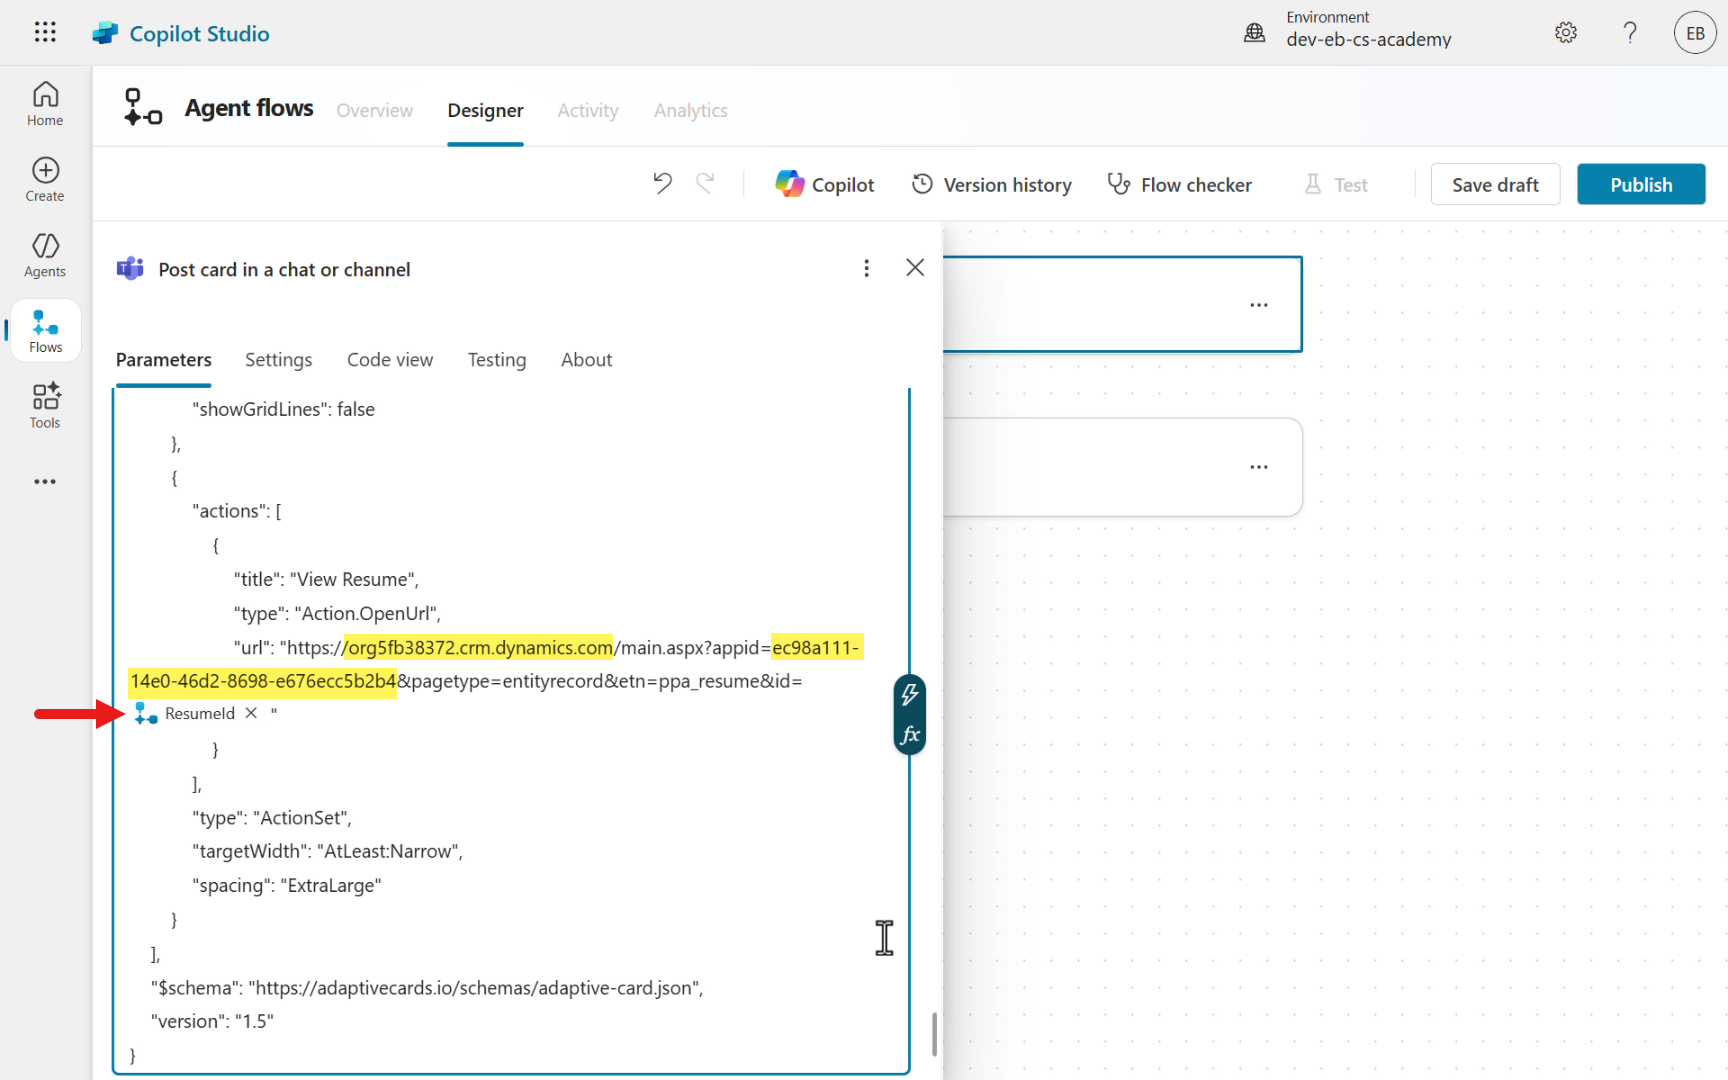 Copilot Studio
Environment
dev-eb-cs-academy
EB
Home
Create
Agents
Flows
Tools
Agent flows
Overview
Designer
Activity
Analytics
Copilot
Version history
Flow checker
Test
Save draft
Publish
Post card in a chat or channel
Parameters
Settings
Code view
Testing
About
"showGridLines": false
},
{
"actions": [
{
"title": "View Resume",
"type": "Action.OpenUrl",
"url": "https://org5fb38372.crm.dynamics.com/main.aspx?appid=ec98a111-
14e0-46d2-8698-e676ecc5b2b4&pagetype=entityrecord&etn=ppa_resume&id=
ResumeId "
}
],
"type": "ActionSet",
"targetWidth": "AtLeast:Narrow",
"spacing": "ExtraLarge"
}
],
"$schema": "https://adaptivecards.io/schemas/adaptive-card.json",
"version": "1.5"
}
fx